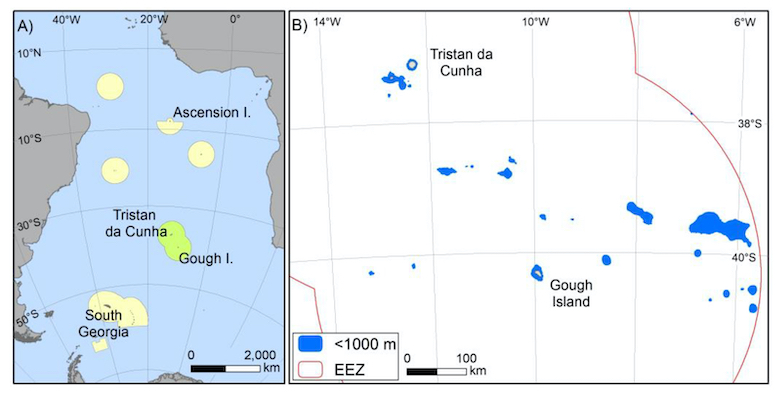 A)
40°W
20°W
0°
10°N
Ascension I.
10°S
Tristan
da Cunha
30°S
Gough I.
South
Georgia
50°S
0
2,000
km
B)
14°W
10°W
6°W
Tristan da
Cunha
38°S
40°S
Gough
Island
<1000 m
EEZ
0
100
km